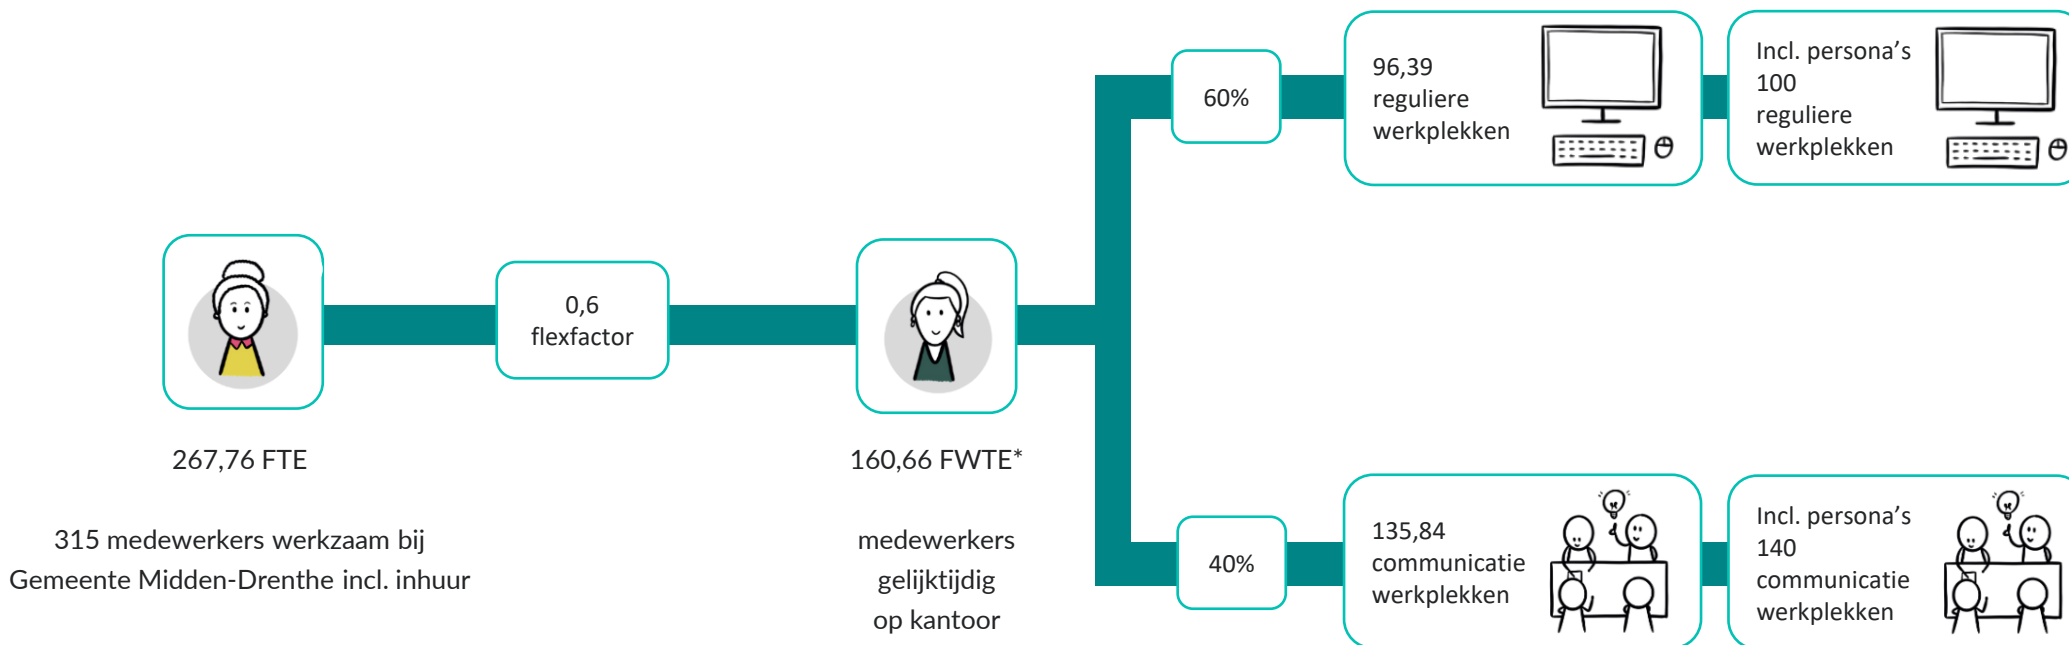 267,76 FTE
315 medewerkers werkzaam bij
Gemeente Midden-Drenthe incl. inhuur
0,6
flexfactor
160,66 FWTE*
medewerkers
gelijktijdig
op kantoor
60%
96,39
reguliere
werkplekken
Incl. persona's
100
reguliere
werkplekken
40%
135,84
communicatie
werkplekken
Incl. persona's
140
communicatie
werkplekken